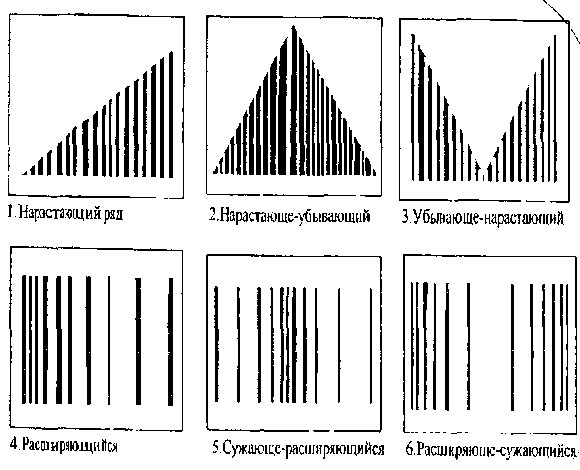 1.Нарастающий ряд
2.Нарастающе-убывающий
3.Убывающе-нарастающий
4.Расширяющийся
5.Сужающе-расширяющийся
6.Расширяюще-сужающийся